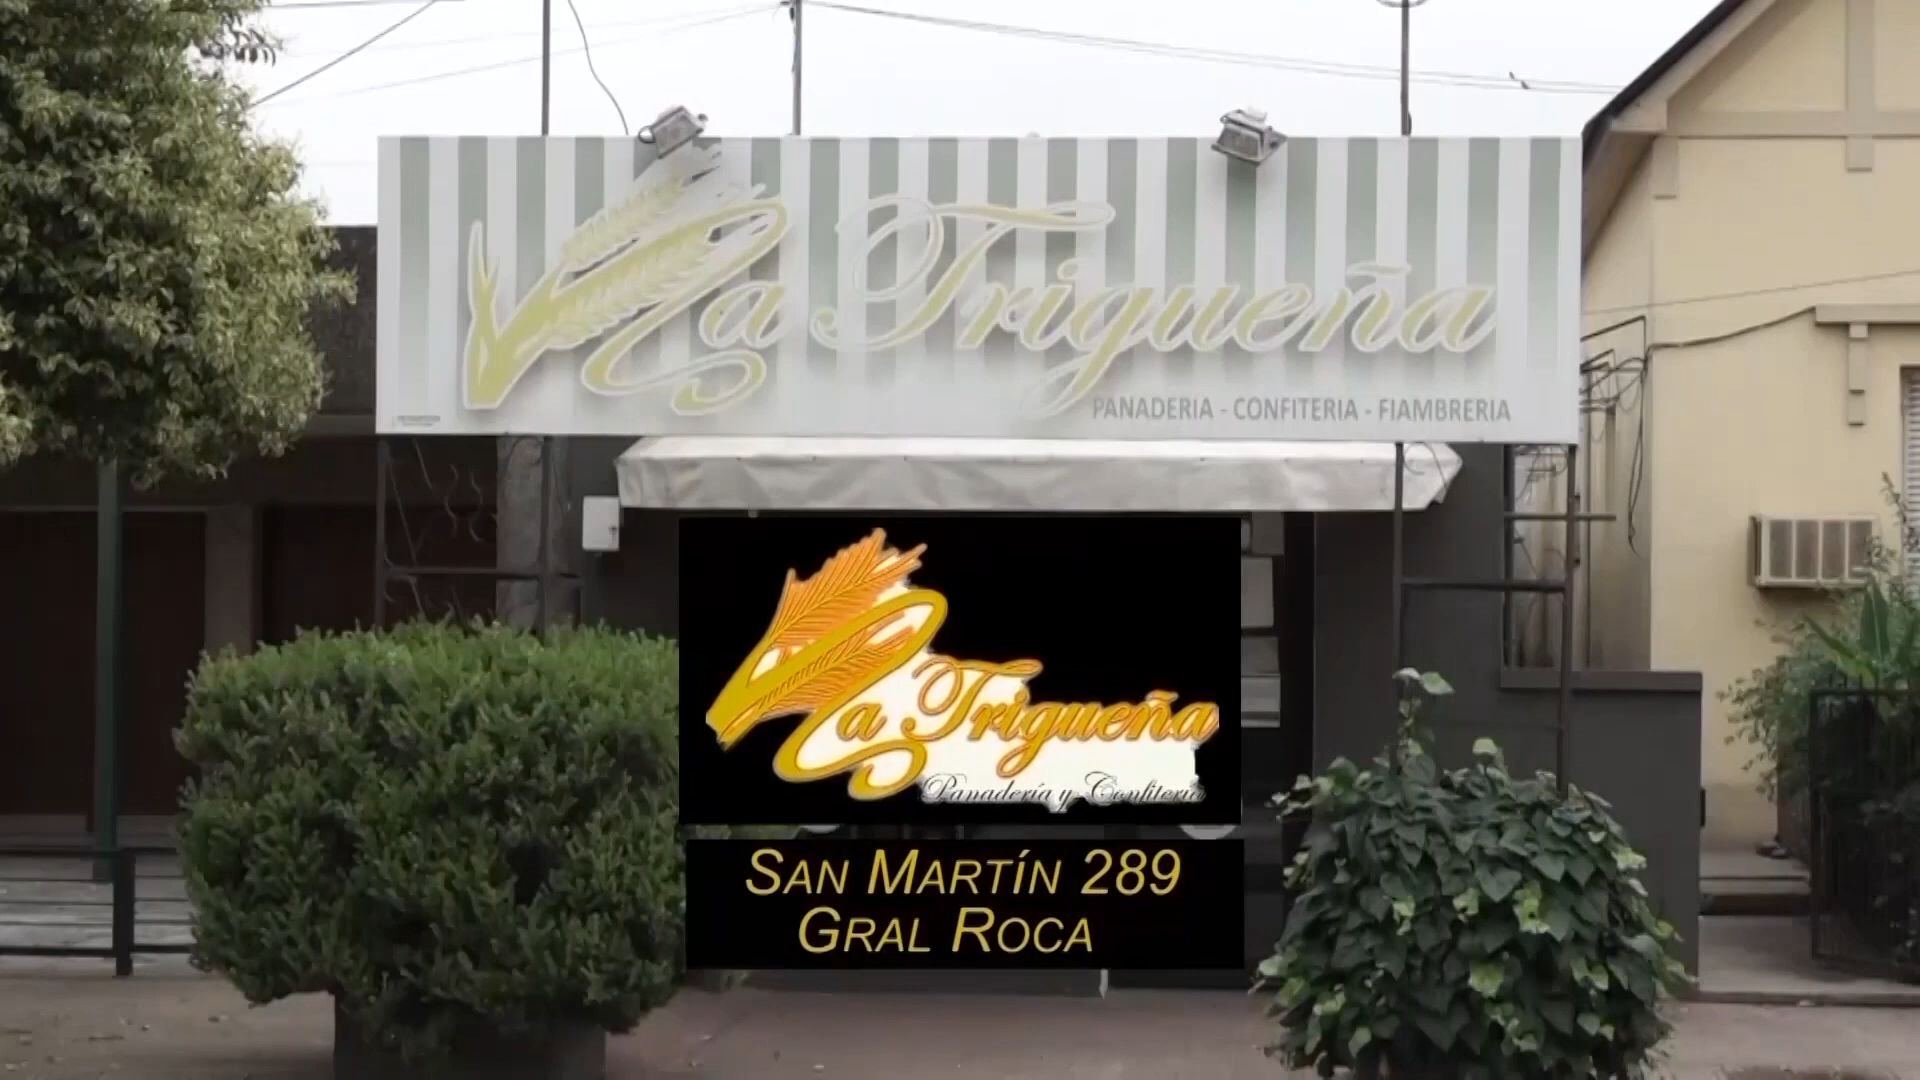 La Trigueña
PANADERIA - CONFITERIA - FIAMBRERIA
La Trigueña
Panadería y Confitería
SAN MARTÍN 289
GRAL ROCA